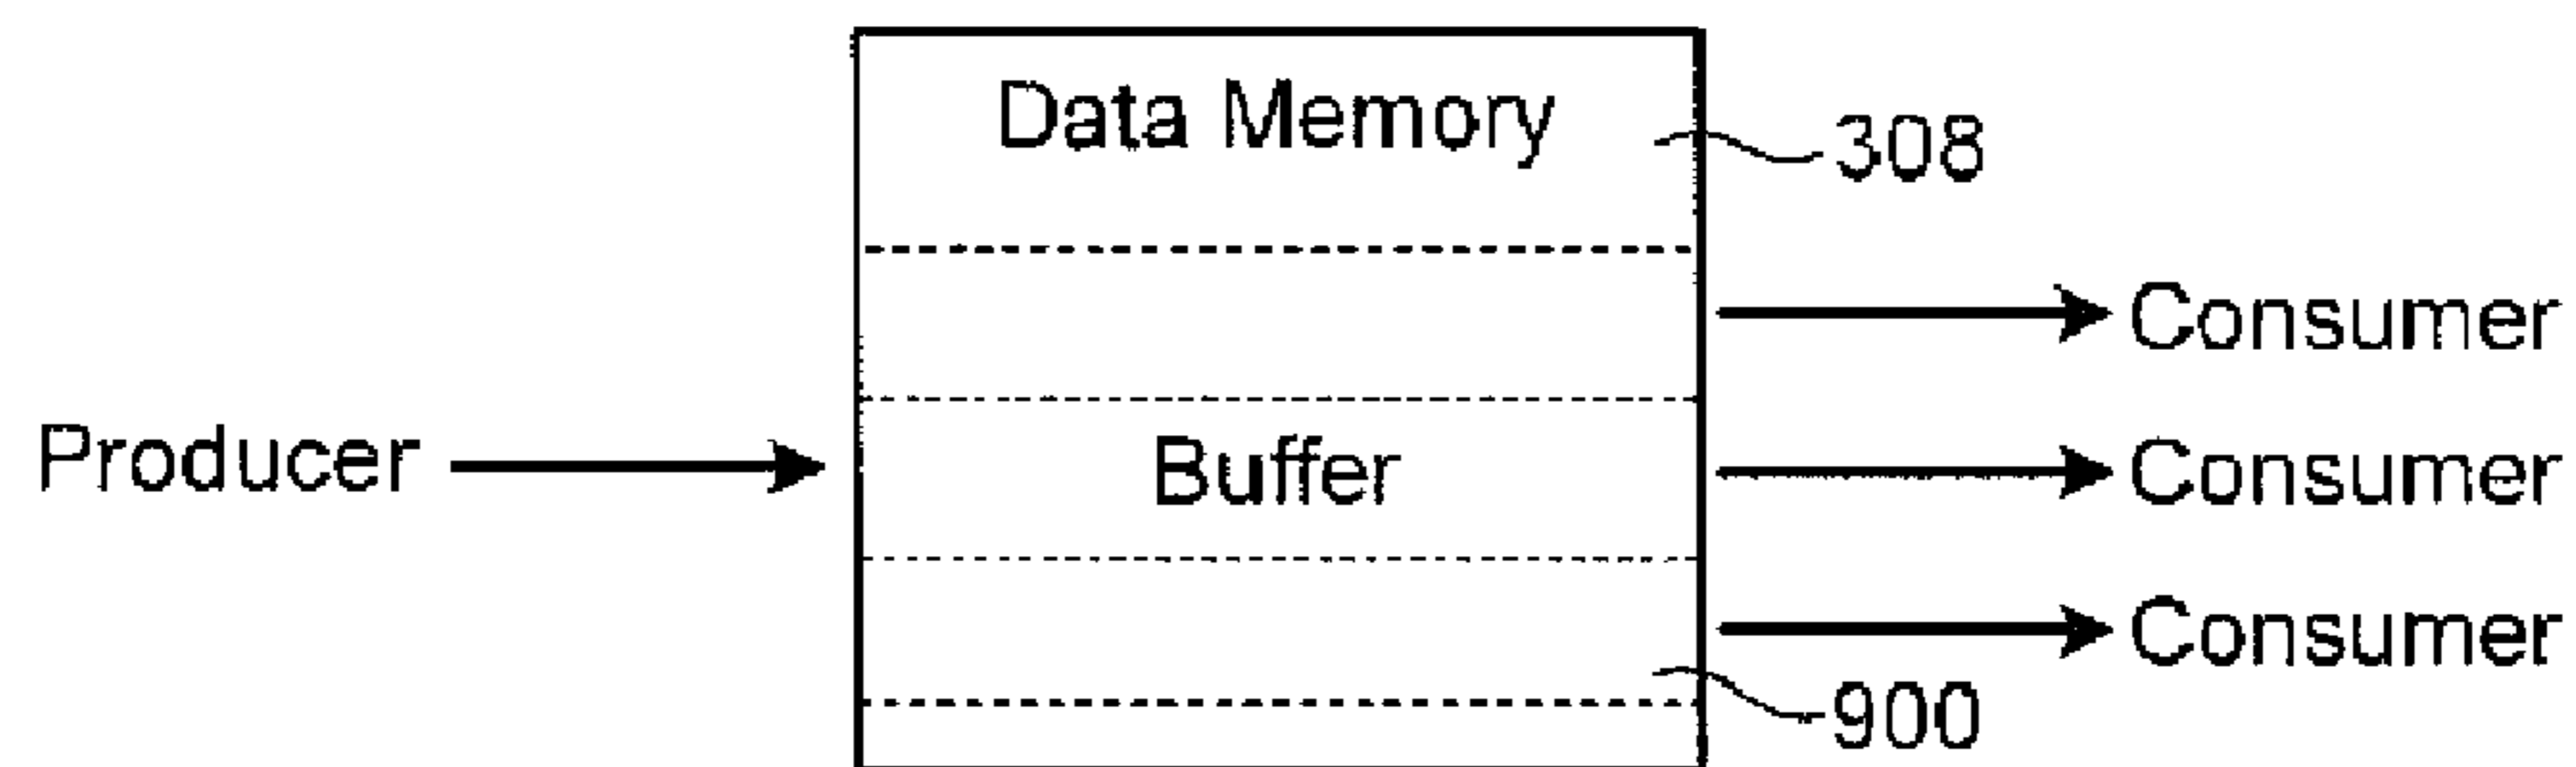 Data Memory
308
Consumer
Producer
Buffer
Consumer
Consumer
900